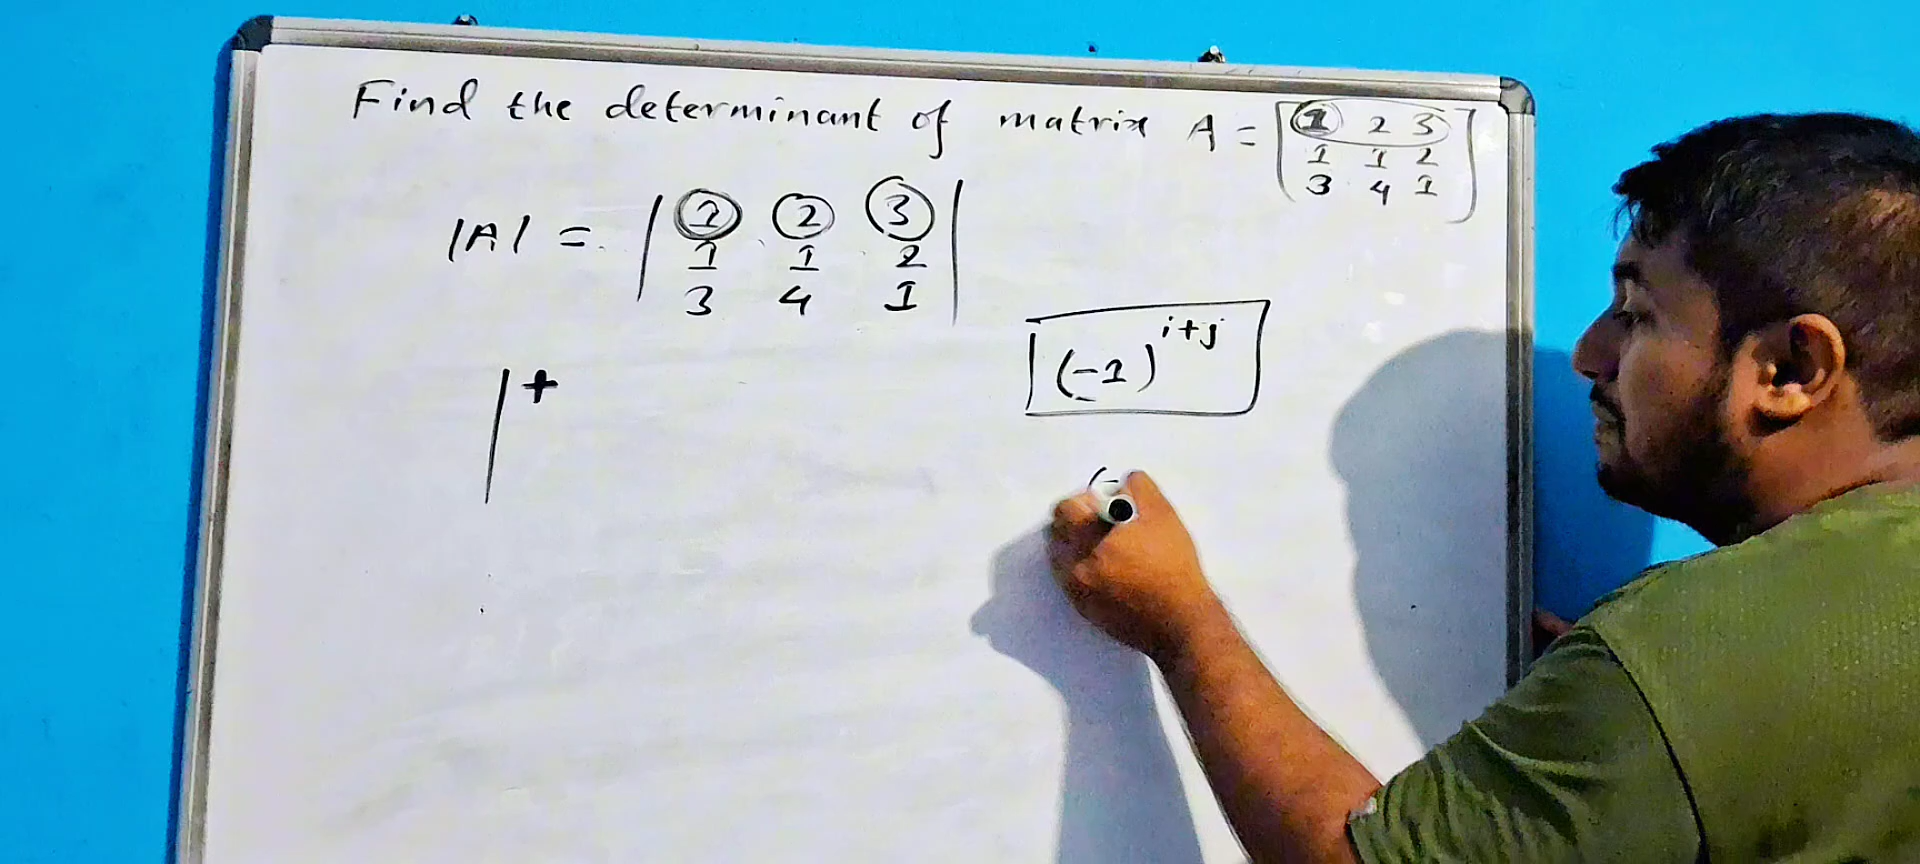 Find the determinant of matrix A = [1 2 3
1 1 2
3 4 1]
|A| = |1 2 3|
1 1 2
3 4 1
(-1)^{i+j}
|+
(-